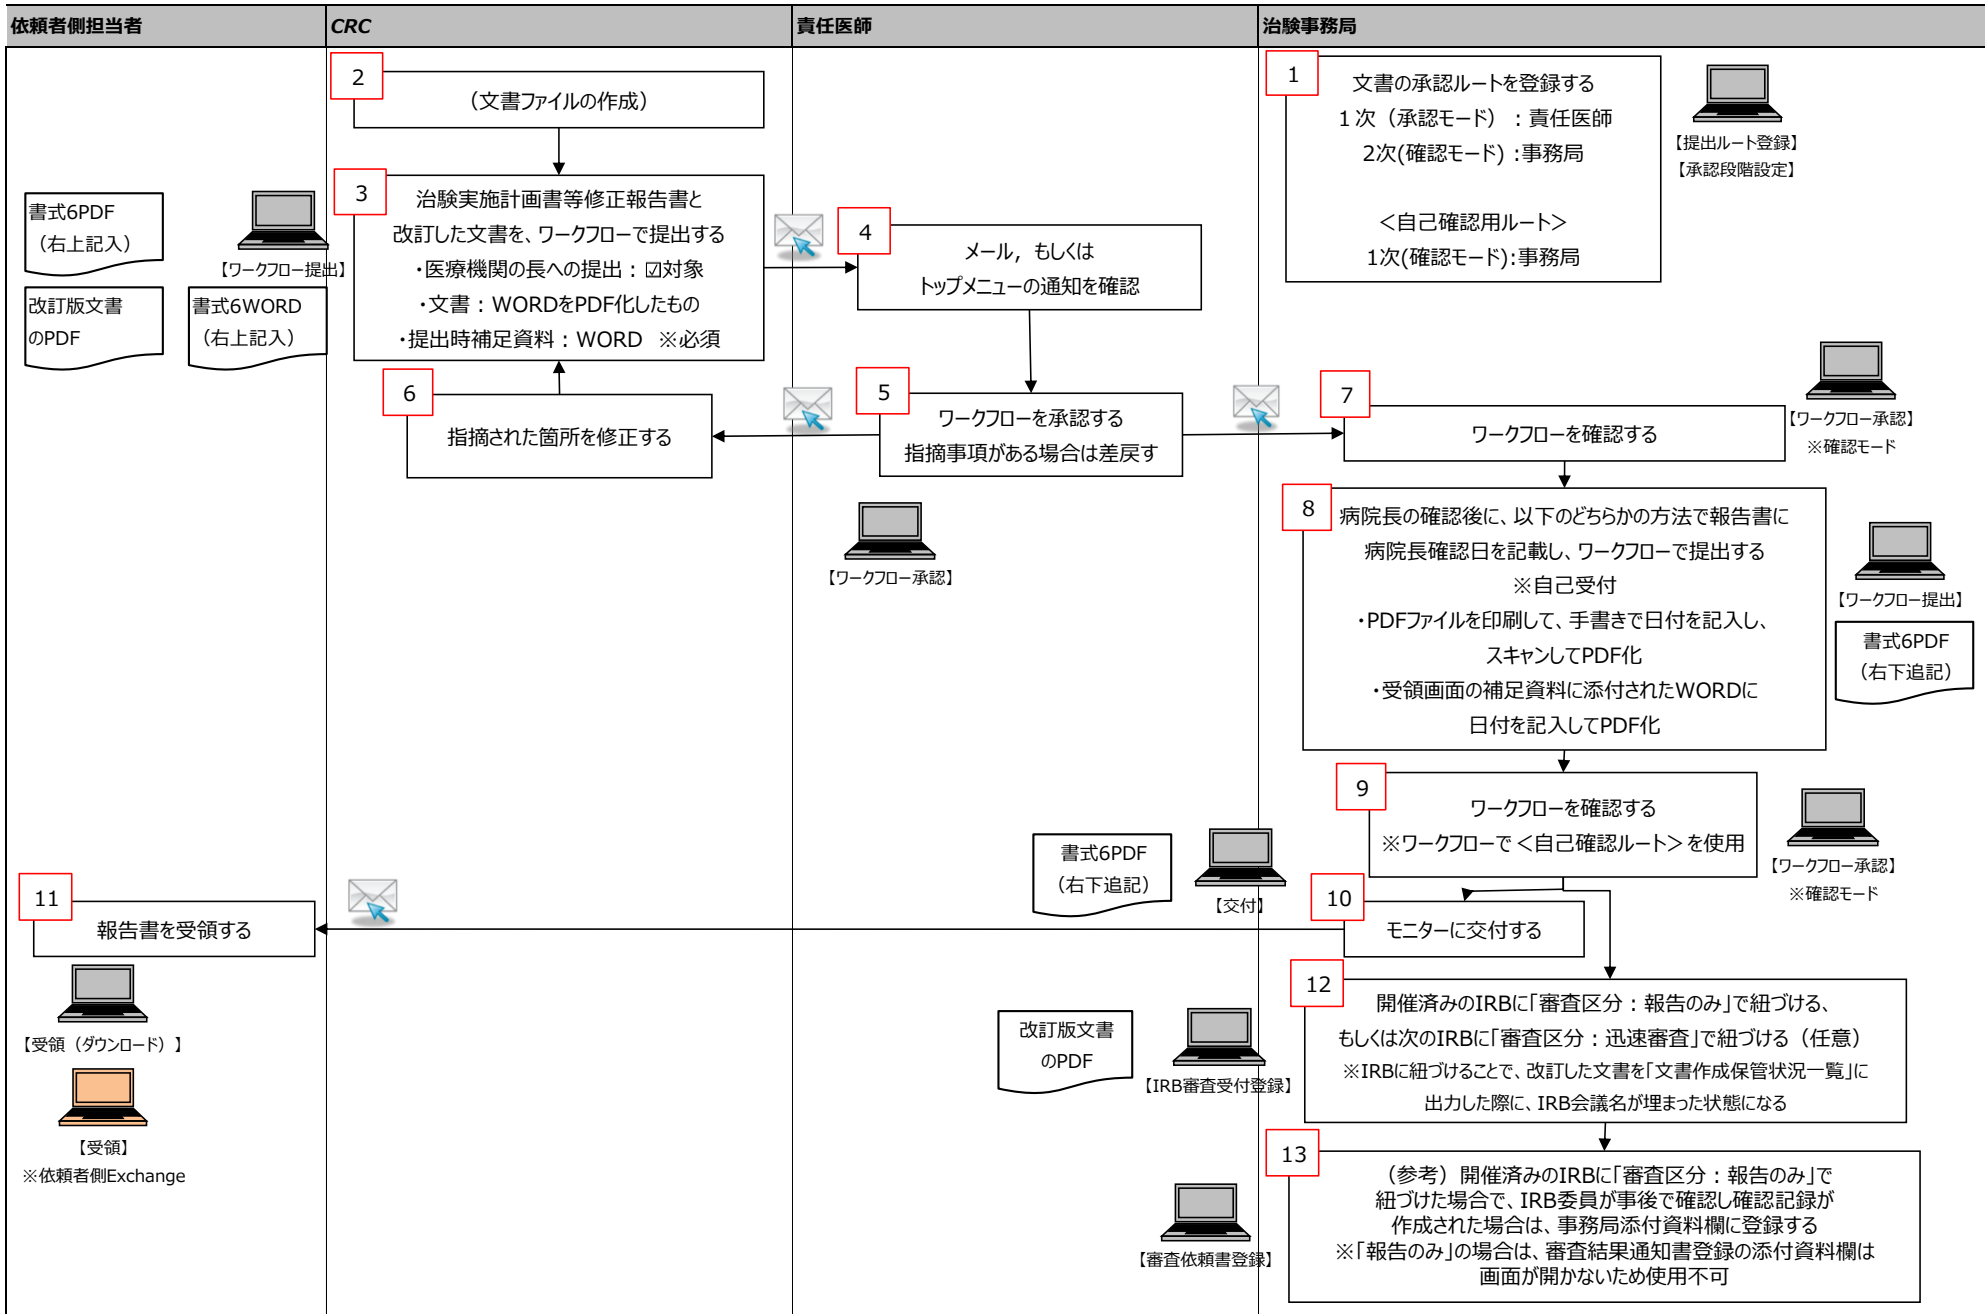 依頼者側担当者
CRC
責任医師
治験事務局
1
文書の承認ルートを登録する
１次（承認モード）：責任医師
2次(確認モード)：事務局
＜自己確認用ルート＞
1次(確認モード):事務局
【提出ルート登録】
【承認段階設定】
2
（文書ファイルの作成）
3
治験実施計画書等修正報告書と
改訂した文書を、ワークフローで提出する
・医療機関の長への提出：☑対象
・文書：WORDをPDF化したもの
・提出時補足資料：WORD ※必須
書式6PDF
（右上記入）
【ワークフロー提出】
改訂版文書
のPDF
書式6WORD
（右上記入）
4
メール，もしくは
トップメニューの通知を確認
5
ワークフローを承認する
指摘事項がある場合は差戻す
【ワークフロー承認】
6
指摘された箇所を修正する
7
ワークフローを確認する
【ワークフロー承認】
※確認モード
8
病院長の確認後に、以下のどちらかの方法で報告書に
病院長確認日を記載し、ワークフローで提出する
※自己受付
・PDFファイルを印刷して、手書きで日付を記入し、
スキャンしてPDF化
・受領画面の補足資料に添付されたWORDに
日付を記入してPDF化
【ワークフロー提出】
書式6PDF
（右下追記）
9
ワークフローを確認する
※ワークフローで＜自己確認ルート＞を使用
【ワークフロー承認】
※確認モード
書式6PDF
（右下追記）
【交付】
10
モニターに交付する
11
報告書を受領する
【受領（ダウンロード）】
【受領】
※依頼者側Exchange
12
開催済みのIRBに「審査区分：報告のみ」で紐づける、
もしくは次のIRBに「審査区分：迅速審査」で紐づける（任意）
※IRBに紐づけることで、改訂した文書を「文書作成保管状況一覧」に
出力した際に、IRB会議名が埋まった状態になる
改訂版文書
のPDF
【IRB審査受付登録】
13
（参考）開催済みのIRBに「審査区分：報告のみ」で
紐づけた場合で、IRB委員が事後で確認し確認記録が
作成された場合は、事務局添付資料欄に登録する
※「報告のみ」の場合は、審査結果通知書登録の添付資料欄は
画面が開かないため使用不可
【審査依頼書登録】